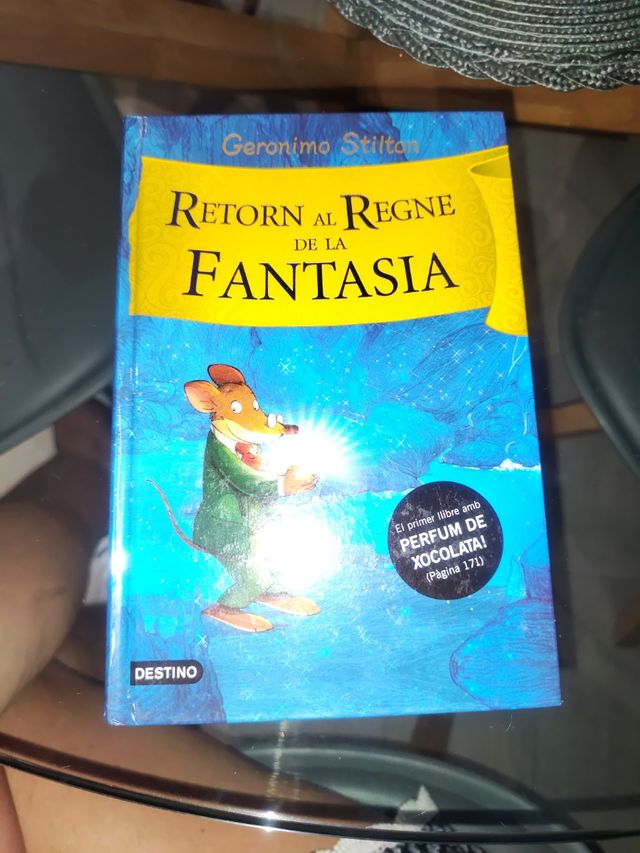 Geronimo Stilton
RETORN AL REGNE
DE LA
FANTASIA
El primer llibre amb
PERFUM DE
XOCOLATA!
(Pàgina 171)
DESTINO